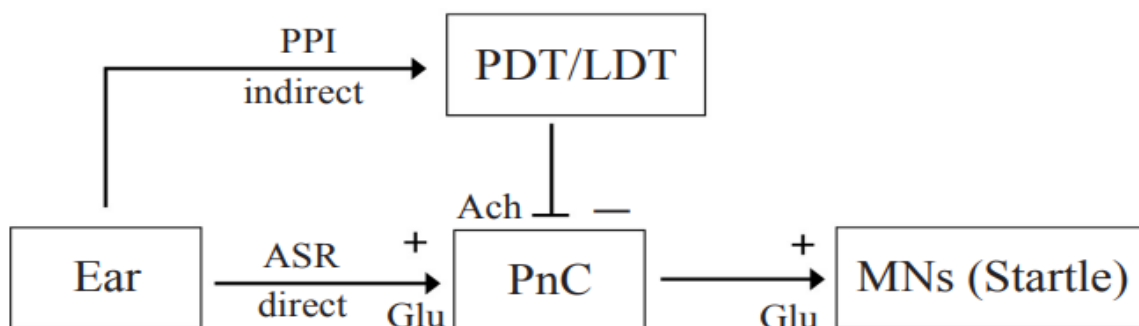 PPI
indirect
PDT/LDT
Ach —
Ear
ASR
direct
+
Glu
PnC
+
Glu
MNs (Startle)